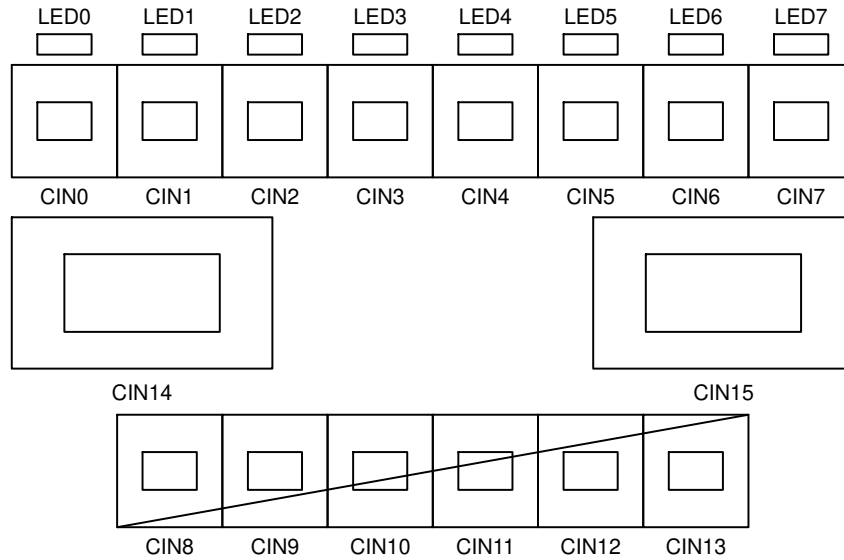 LED0 LED1 LED2 LED3 LED4 LED5 LED6 LED7
CIN0 CIN1 CIN2 CIN3 CIN4 CIN5 CIN6 CIN7
CIN14 CIN15
CIN8 CIN9 CIN10 CIN11 CIN12 CIN13